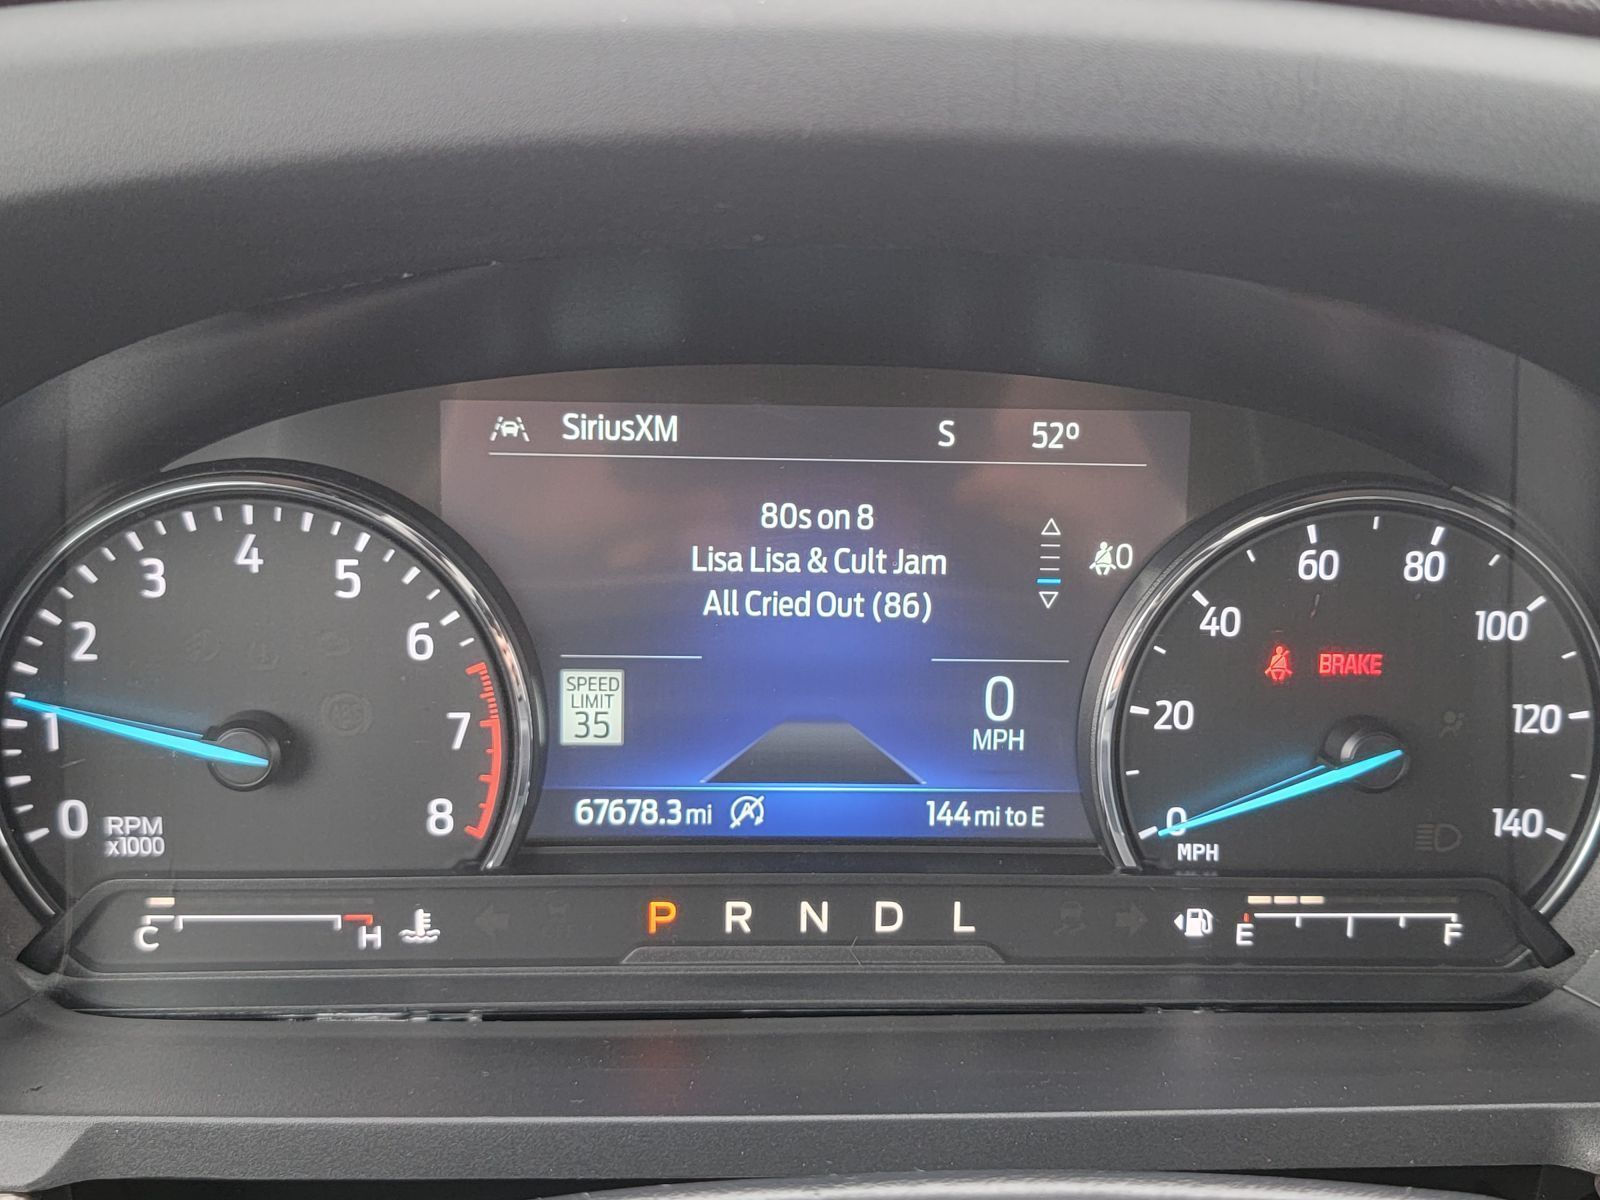 SiriusXM S 52º
80s on 8
Lisa Lisa & Cult Jam
All Cried Out (86)
0
SPEED
LIMIT
35
0
MPH
67678.3 mi
144 mi to E
0 1 2 3 4 5 6 7 8
RPM
x1000
0 20 40 60 80 100 120 140
BRAKE
MPH
C H
P R N D L
E F